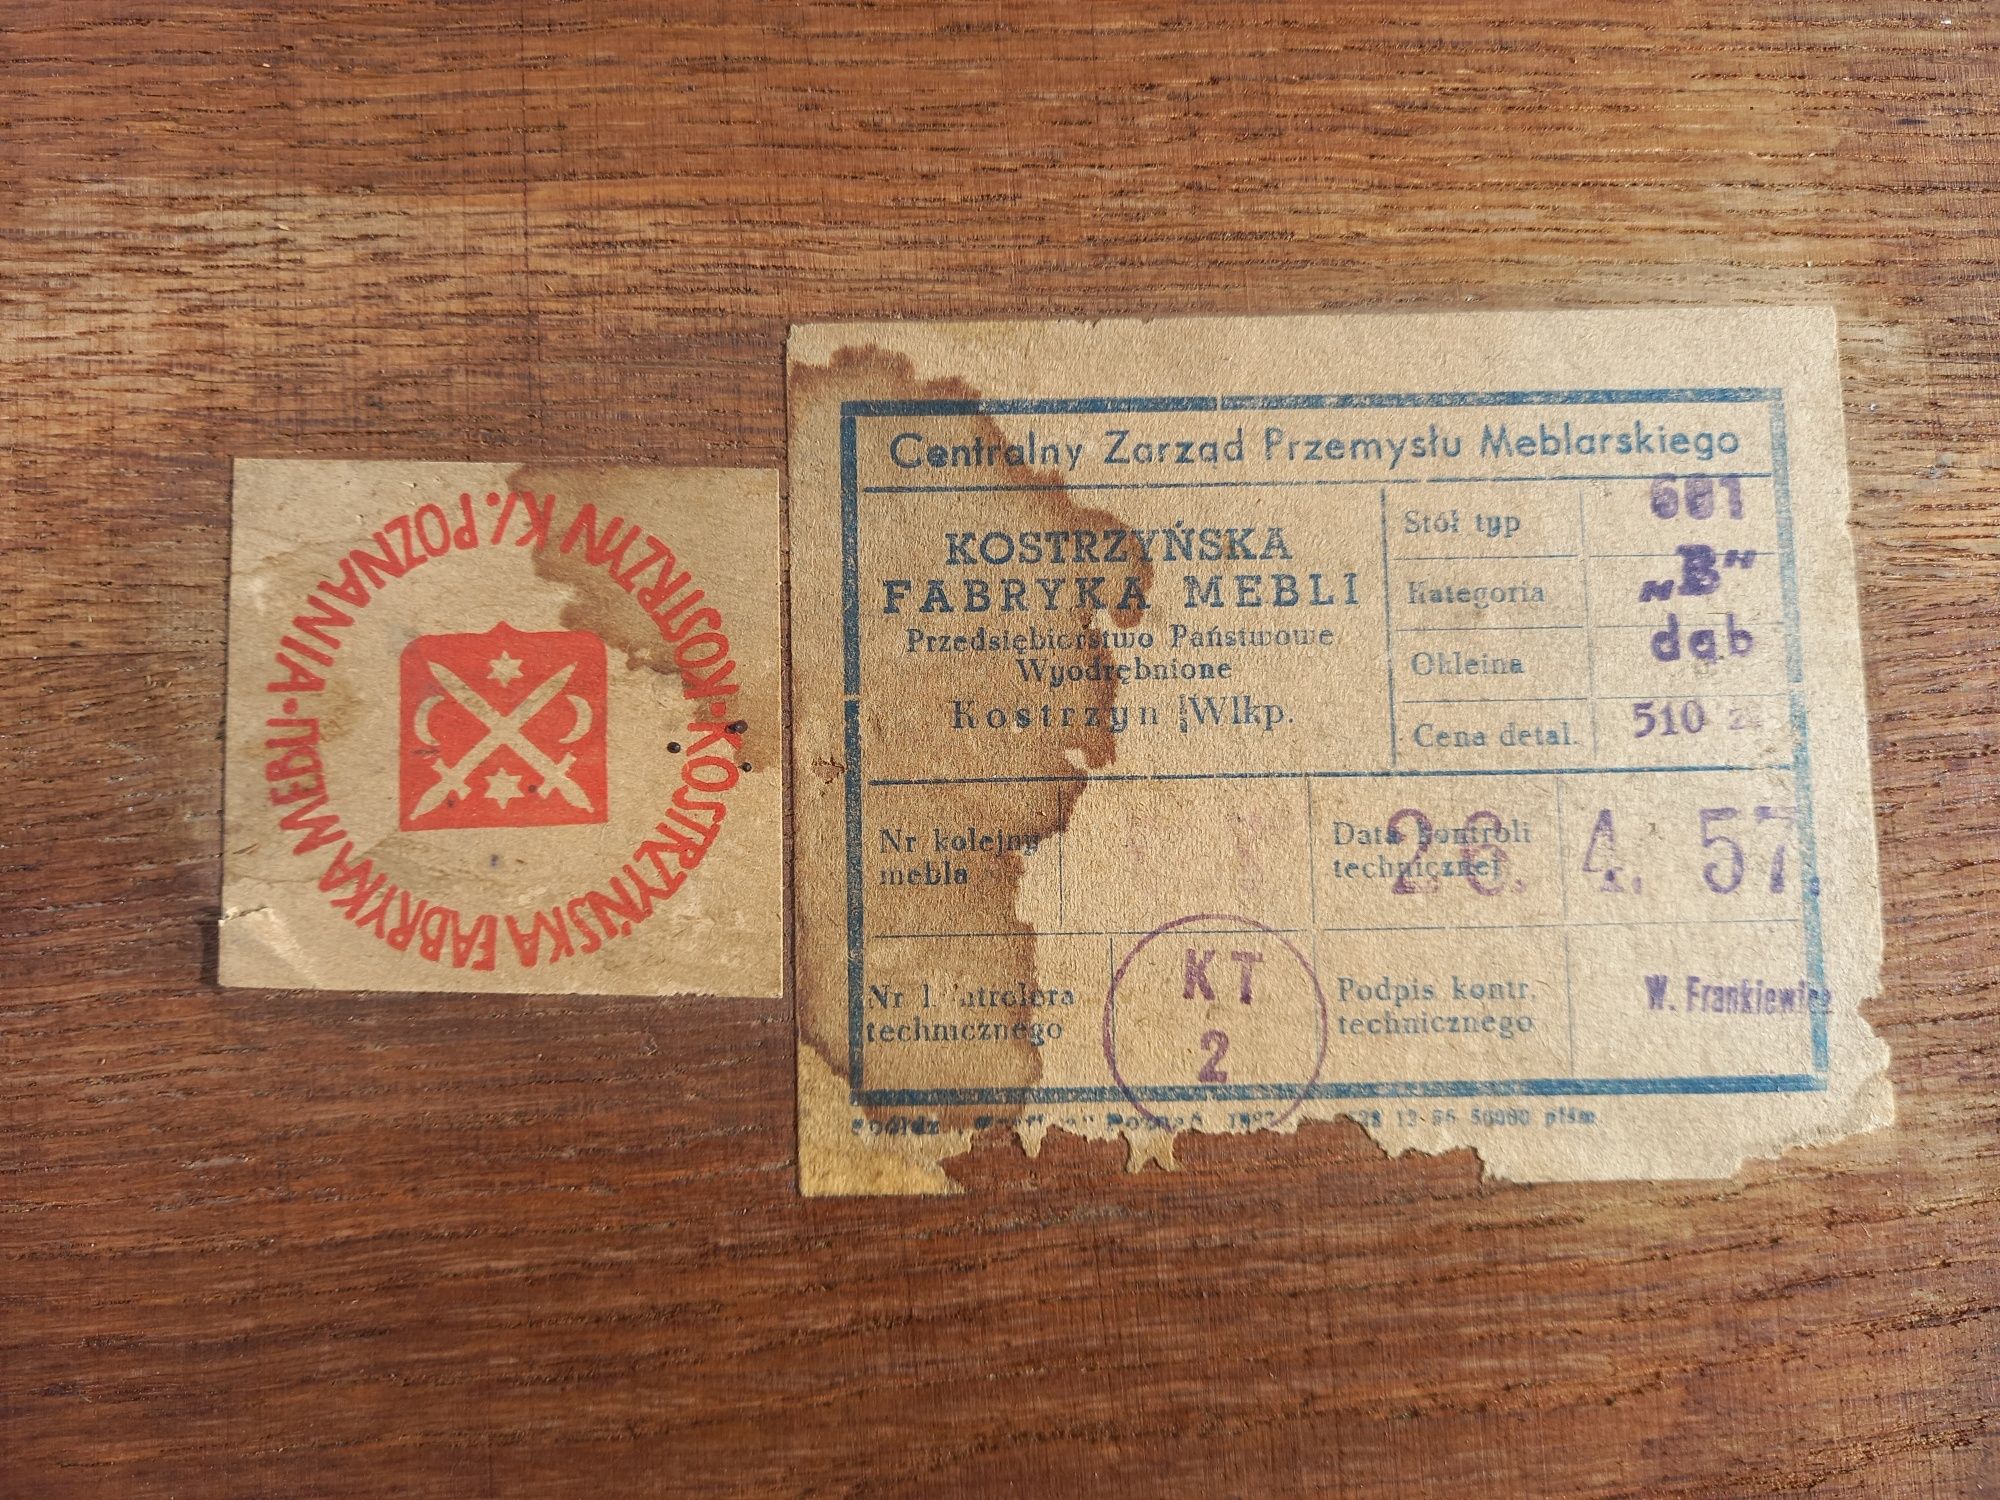 KOSTRZYŃSKA FABRYKA MEBLI • KOSTRZYN K/. POZNANIA •
Centralny Zarząd Przemysłu Meblarskiego
KOSTRZYŃSKA
FABRYKA MEBLI
Przedsiębiorstwo Państwowe
Wyodrębnione
Kostrzyn Wlkp.
Stół typ 601
Kategoria „B"
Okleina dąb
Cena detal. 510
Nr kolejny
mebla
Data kontroli
technicznej
4. 57.
technicznego
KT
2
Podpis kontr.
technicznego
W. Frankiewicz
50000